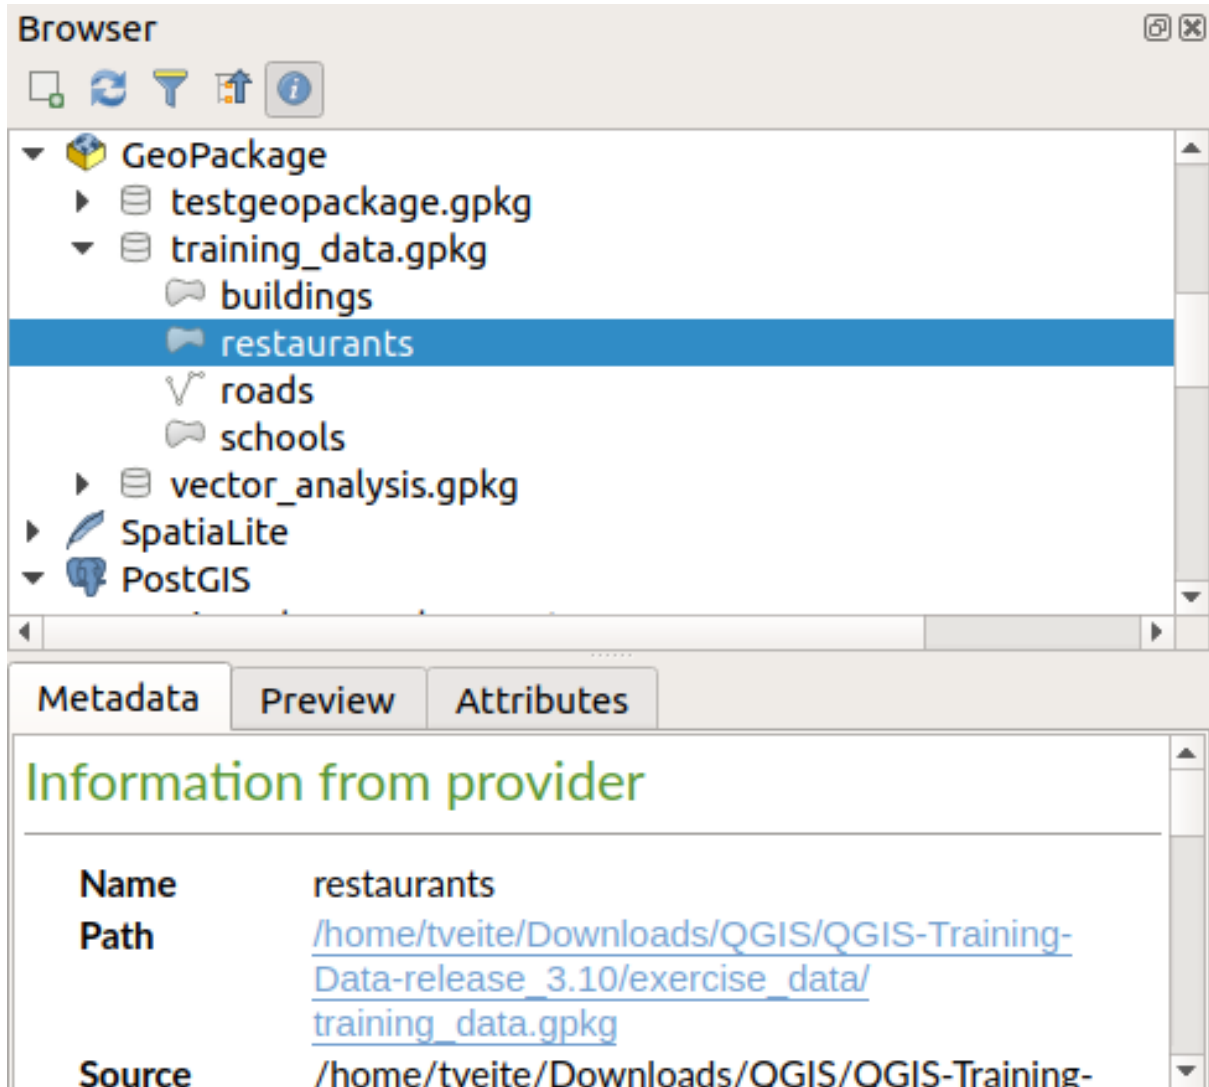 Browser
GeoPackage
testgeopackage.gpkg
training_data.gpkg
buildings
restaurants
roads
schools
vector_analysis.gpkg
SpatiaLite
PostGIS
Metadata Preview Attributes
Information from provider
Name restaurants
Path /home/tveite/Downloads/QGIS/QGIS-Training-
Data-release_3.10/exercise_data/
training_data.gpkg
Source /home/tveite/Downloads/QGIS/QGIS-Training-